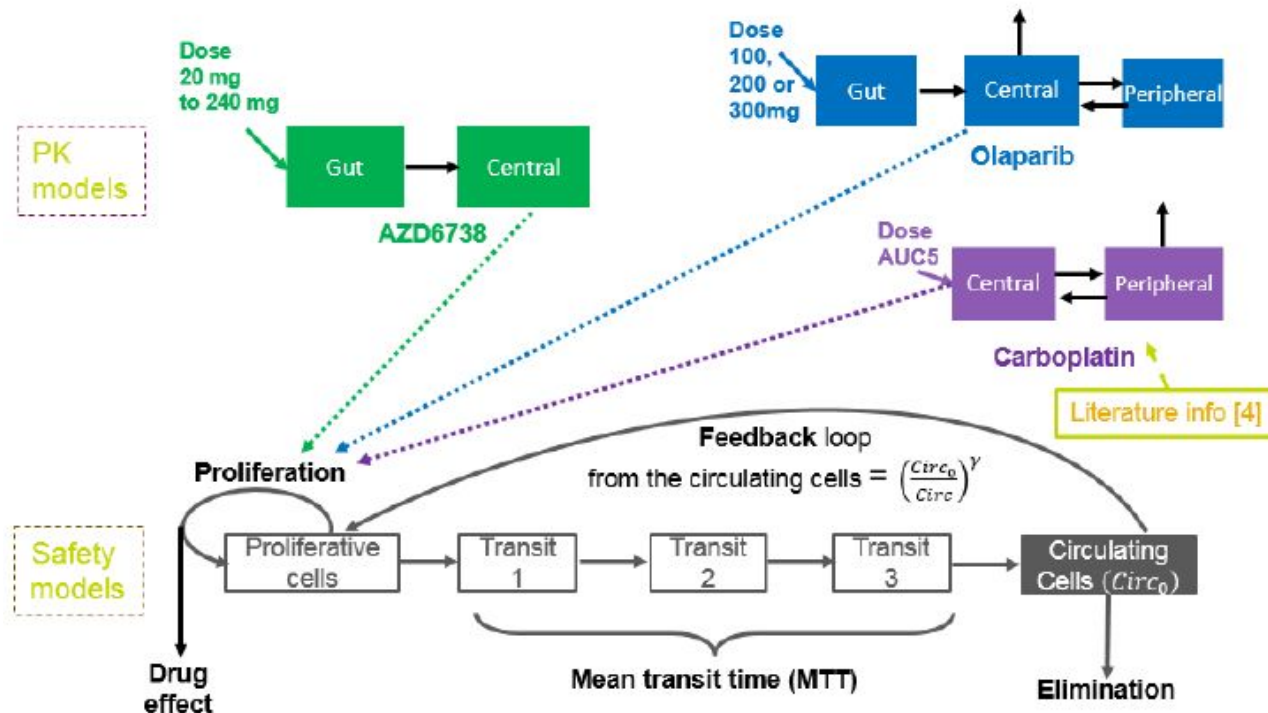 Dose
20 mg
to 240 mg
Gut
Central
AZD6738
PK
models
Dose
100,
200 or
300mg
Gut
Central
Peripheral
Olaparib
Dose
AUC5
Central
Peripheral
Carboplatin
Literature info [4]
Feedback loop
from the circulating cells = (Circ₀/Circ)^γ
Proliferation
Safety
models
Proliferative
cells
Transit
1
Transit
2
Transit
3
Circulating
Cells (Circ₀)
Drug
effect
Mean transit time (MTT)
Elimination